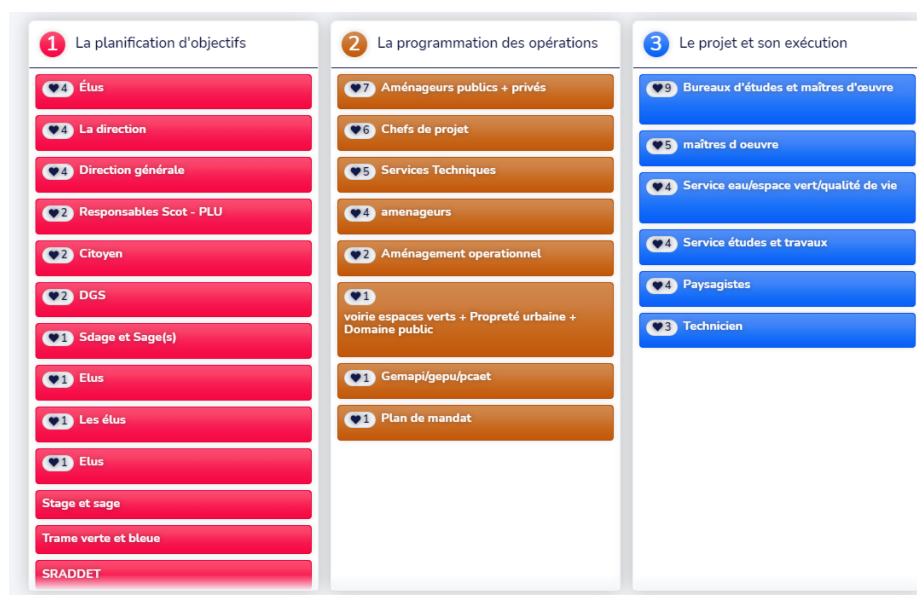 1 La planification d'objectifs
4 Élus
4 La direction
4 Direction générale
2 Responsables Scot - PLU
2 Citoyen
2 DGS
1 Sdage et Sage(s)
1 Elus
1 Les élus
1 Elus
Stage et sage
Trame verte et bleue
SRADDET
2 La programmation des opérations
7 Aménageurs publics + privés
6 Chefs de projet
5 Services Techniques
4 amenageurs
2 Aménagement operationnel
1
voirie espaces verts + Propreté urbaine +
Domaine public
1 Gemapi/gepu/pcaet
1 Plan de mandat
3 Le projet et son exécution
9 Bureaux d'études et maîtres d'œuvre
5 maîtres d oeuvre
4 Service eau/espace vert/qualité de vie
4 Service études et travaux
4 Paysagistes
3 Technicien